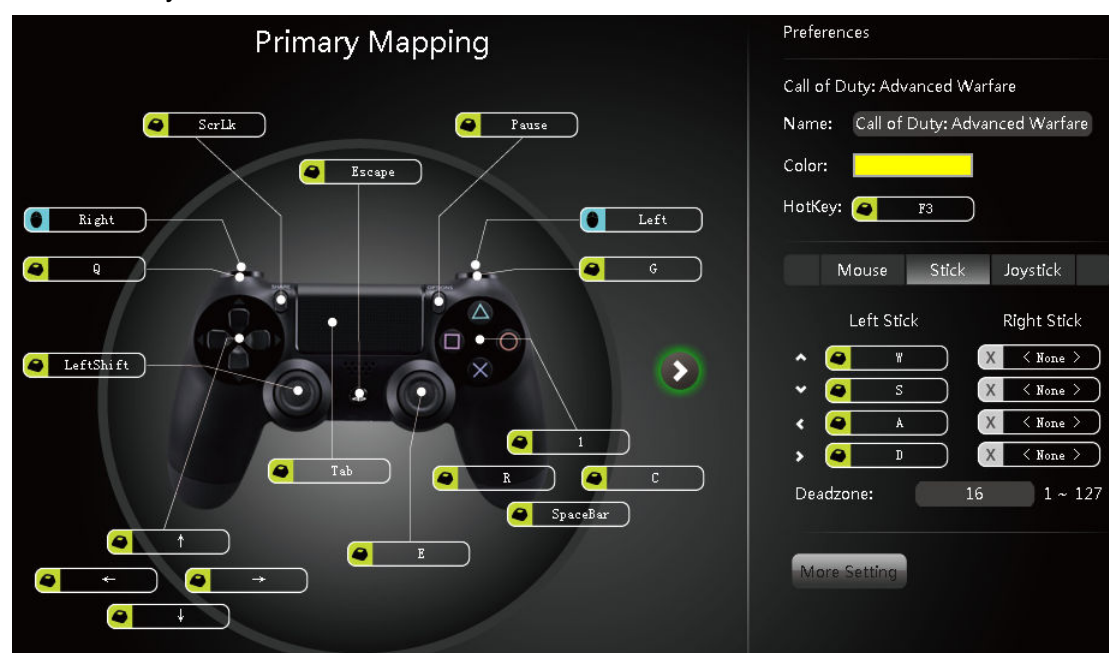 Primary Mapping
ScrLk
Pause
Escape
Right
Left
Q
G
SHARE
OPTIONS
LeftShift
1
Tab
R
C
SpaceBar
↑
E
←
→
↓
Preferences
Call of Duty: Advanced Warfare
Name: Call of Duty: Advanced Warfare
Color:
HotKey: F3
Mouse Stick Joystick
Left Stick Right Stick
W X < None >
S X < None >
A X < None >
D X < None >
Deadzone: 16 1 ~ 127
More Setting